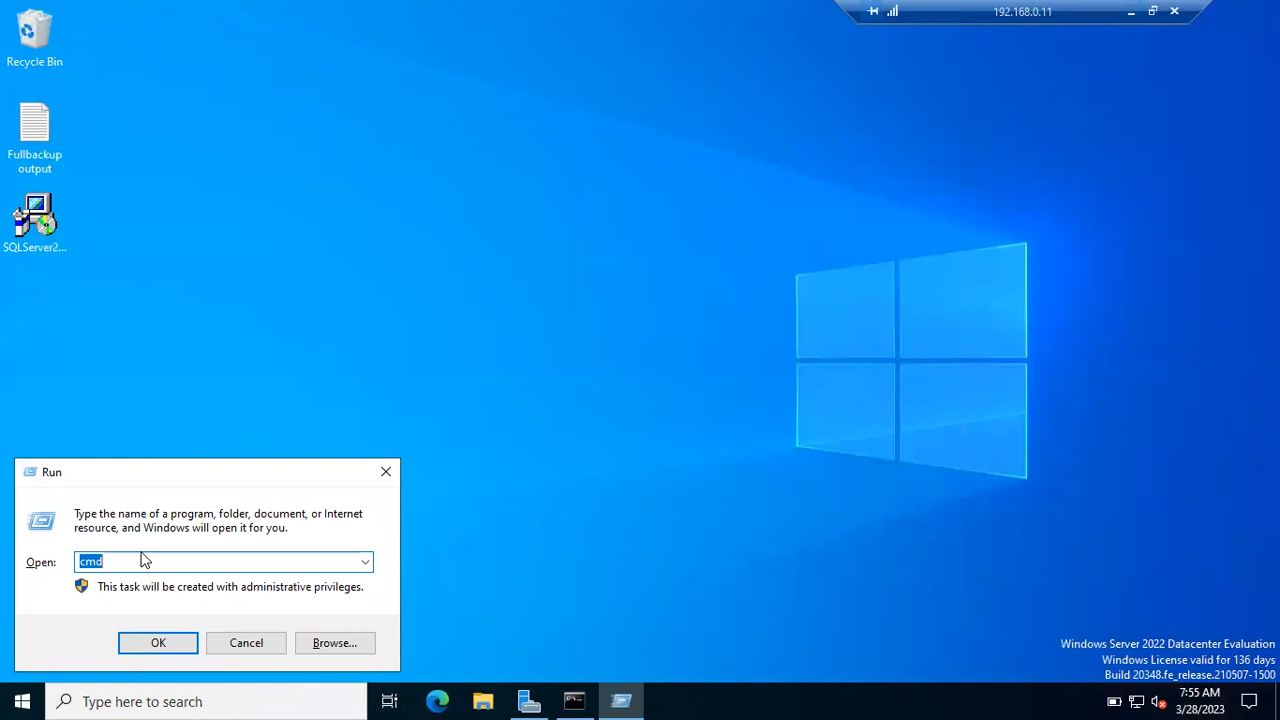 192.168.0.11
Recycle Bin
Fullbackup
output
SQLServer2...
Run
Type the name of a program, folder, document, or Internet
resource, and Windows will open it for you.
Open:
cmd
This task will be created with administrative privileges.
OK
Cancel
Browse...
Windows Server 2022 Datacenter Evaluation
Windows License valid for 136 days
Build 20348.fe_release.210507-1500
Type here to search
7:55 AM
3/28/2023